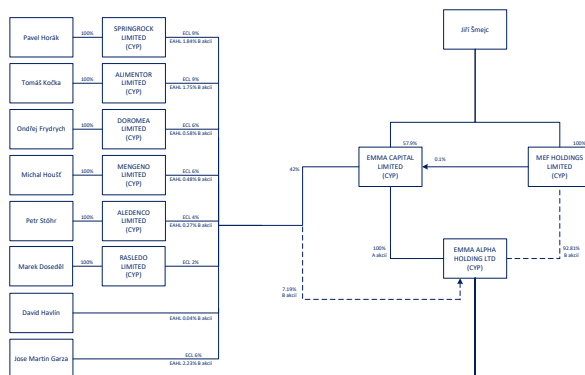 Pavel Horák
100%
SPRINGROCK
LIMITED
(CYP)
ECL 9%
EAHL 1.84% B akcií
Tomáš Kočka
100%
ALIMENTOR
LIMITED
(CYP)
ECL 9%
EAHL 1.75% B akcií
Ondřej Frydrych
100%
DOROMEA
LIMITED
(CYP)
ECL 6%
EAHL 0.58% B akcií
Michal Houšť
100%
MENGENO
LIMITED
(CYP)
ECL 6%
EAHL 0.48% B akcií
Petr Stöhr
100%
ALEDENCO
LIMITED
(CYP)
ECL 4%
EAHL 0.27% B akcií
Marek Doseděl
100%
RASLEDO
LIMITED
(CYP)
ECL 2%
David Havlín
EAHL 0.04% B akcií
Jose Martin Garza
ECL 6%
EAHL 2.23% B akcií
Jiří Šmejc
57.9%
EMMA CAPITAL
LIMITED
(CYP)
42%
0.1%
100%
MEF HOLDINGS
LIMITED
(CYP)
100%
A akcií
EMMA ALPHA
HOLDING LTD
(CYP)
92.81%
B akcií
7.19%
B akcií